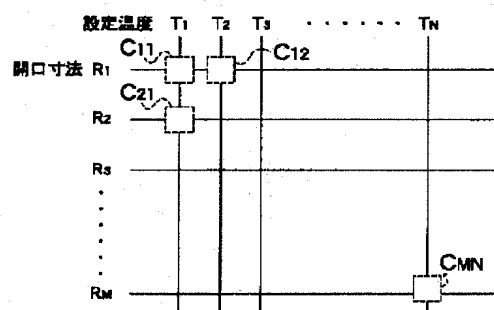 設定温度 T1 T2 T3 · · · · · · TN
C11 C12
開口寸法 R1
C21
R2
R3
CMN
RM